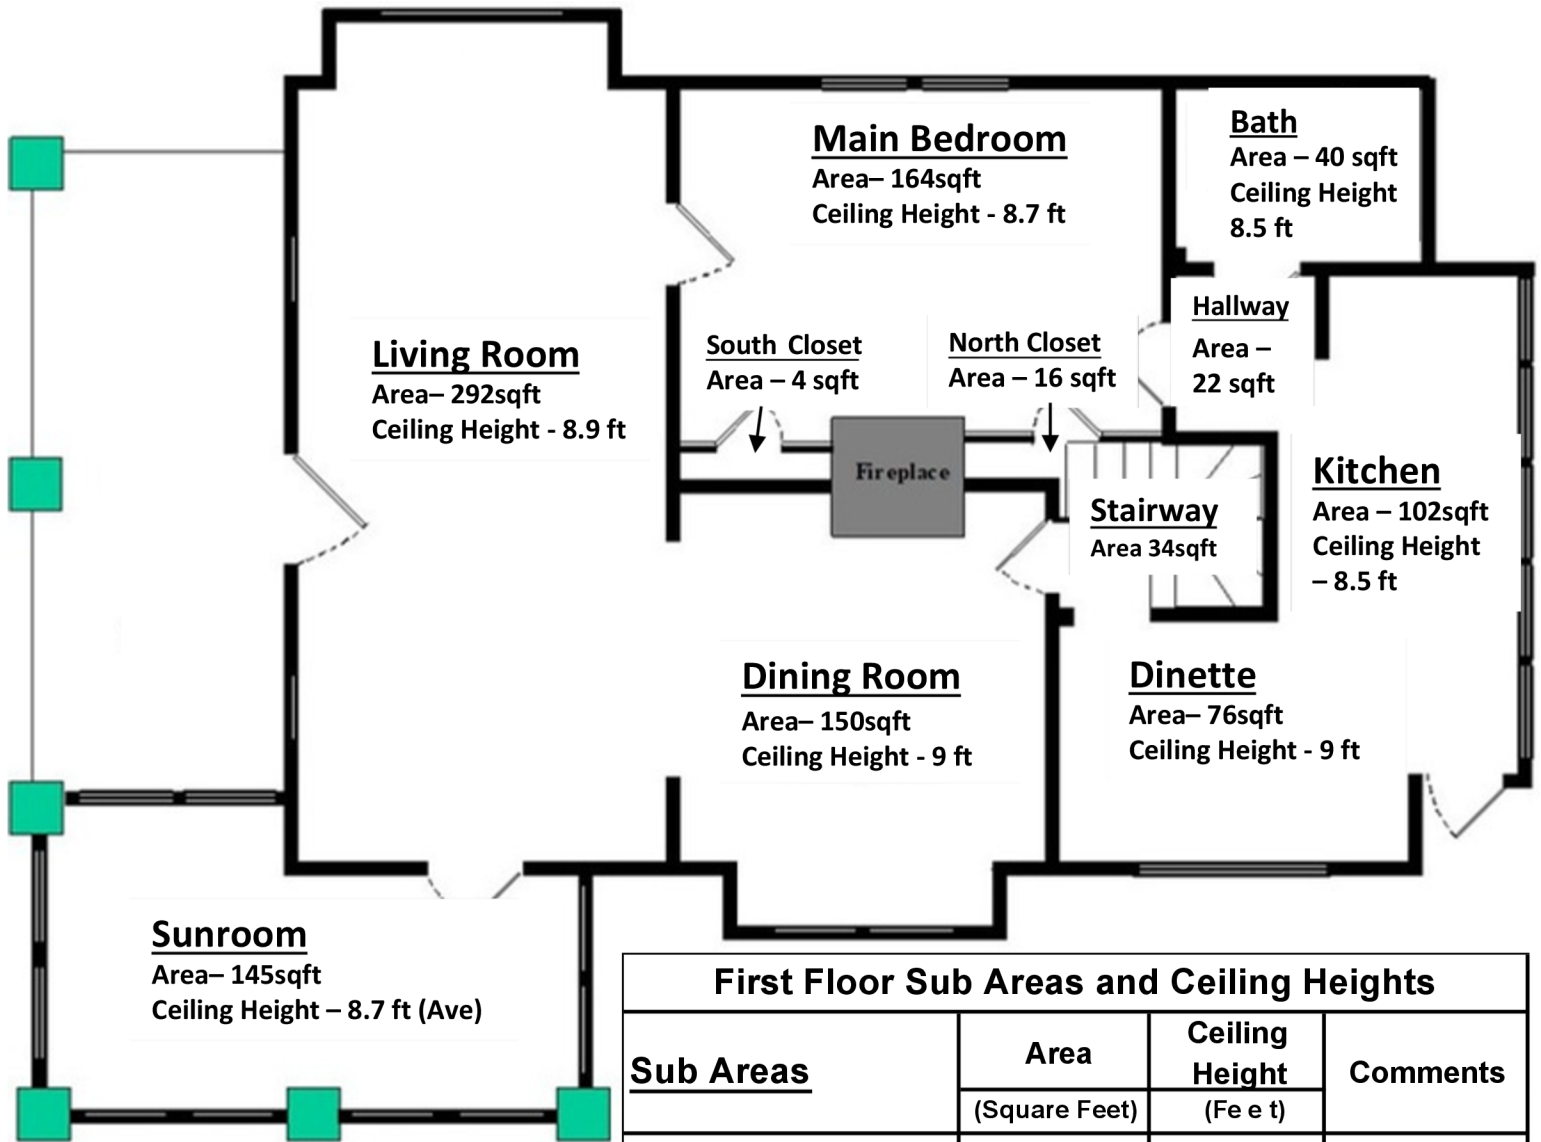 Main Bedroom
Area– 164sqft
Ceiling Height - 8.7 ft
Bath
Area – 40 sqft
Ceiling Height
8.5 ft
Living Room
Area– 292sqft
Ceiling Height - 8.9 ft
South Closet
Area – 4 sqft
North Closet
Area – 16 sqft
Hallway
Area –
22 sqft
Fireplace
Stairway
Area 34sqft
Kitchen
Area – 102sqft
Ceiling Height
– 8.5 ft
Dining Room
Area– 150sqft
Ceiling Height - 9 ft
Dinette
Area– 76sqft
Ceiling Height - 9 ft
Sunroom
Area– 145sqft
Ceiling Height – 8.7 ft (Ave)
First Floor Sub Areas and Ceiling Heights
Sub Areas
Area
(Square Feet)
Ceiling
Height
(Fe e t)
Comments